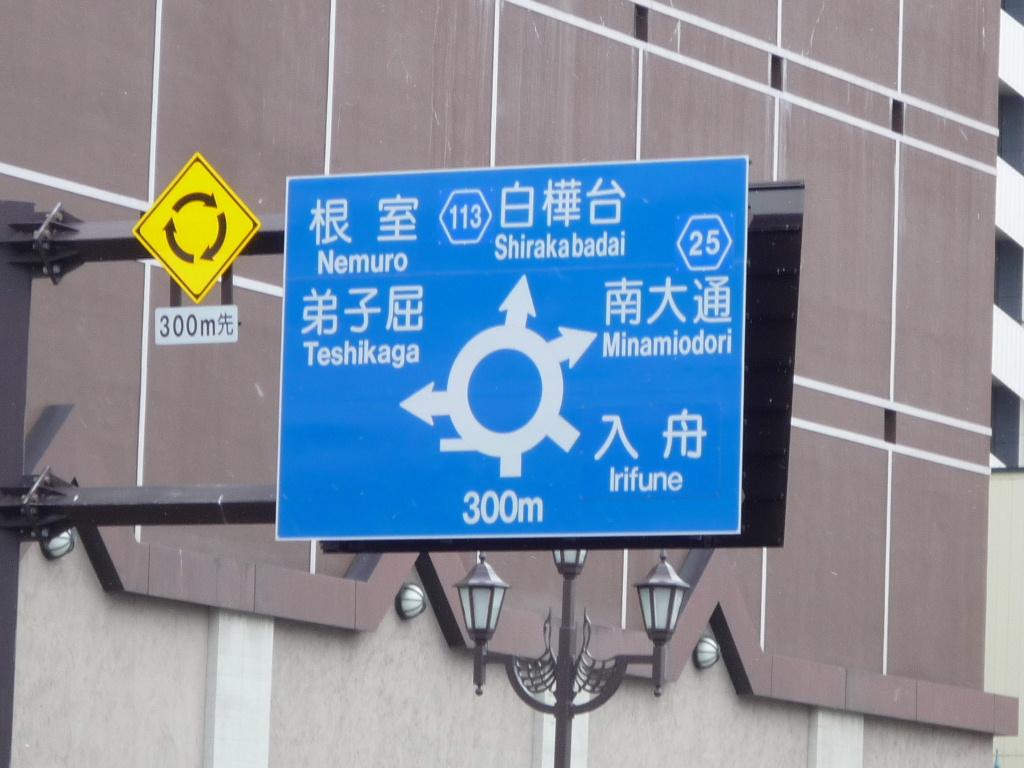 300m先
根室
Nemuro
113
白樺台
Shirakabadai
25
弟子屈
Teshikaga
南大通
Minamiodori
入舟
Irifune
300m